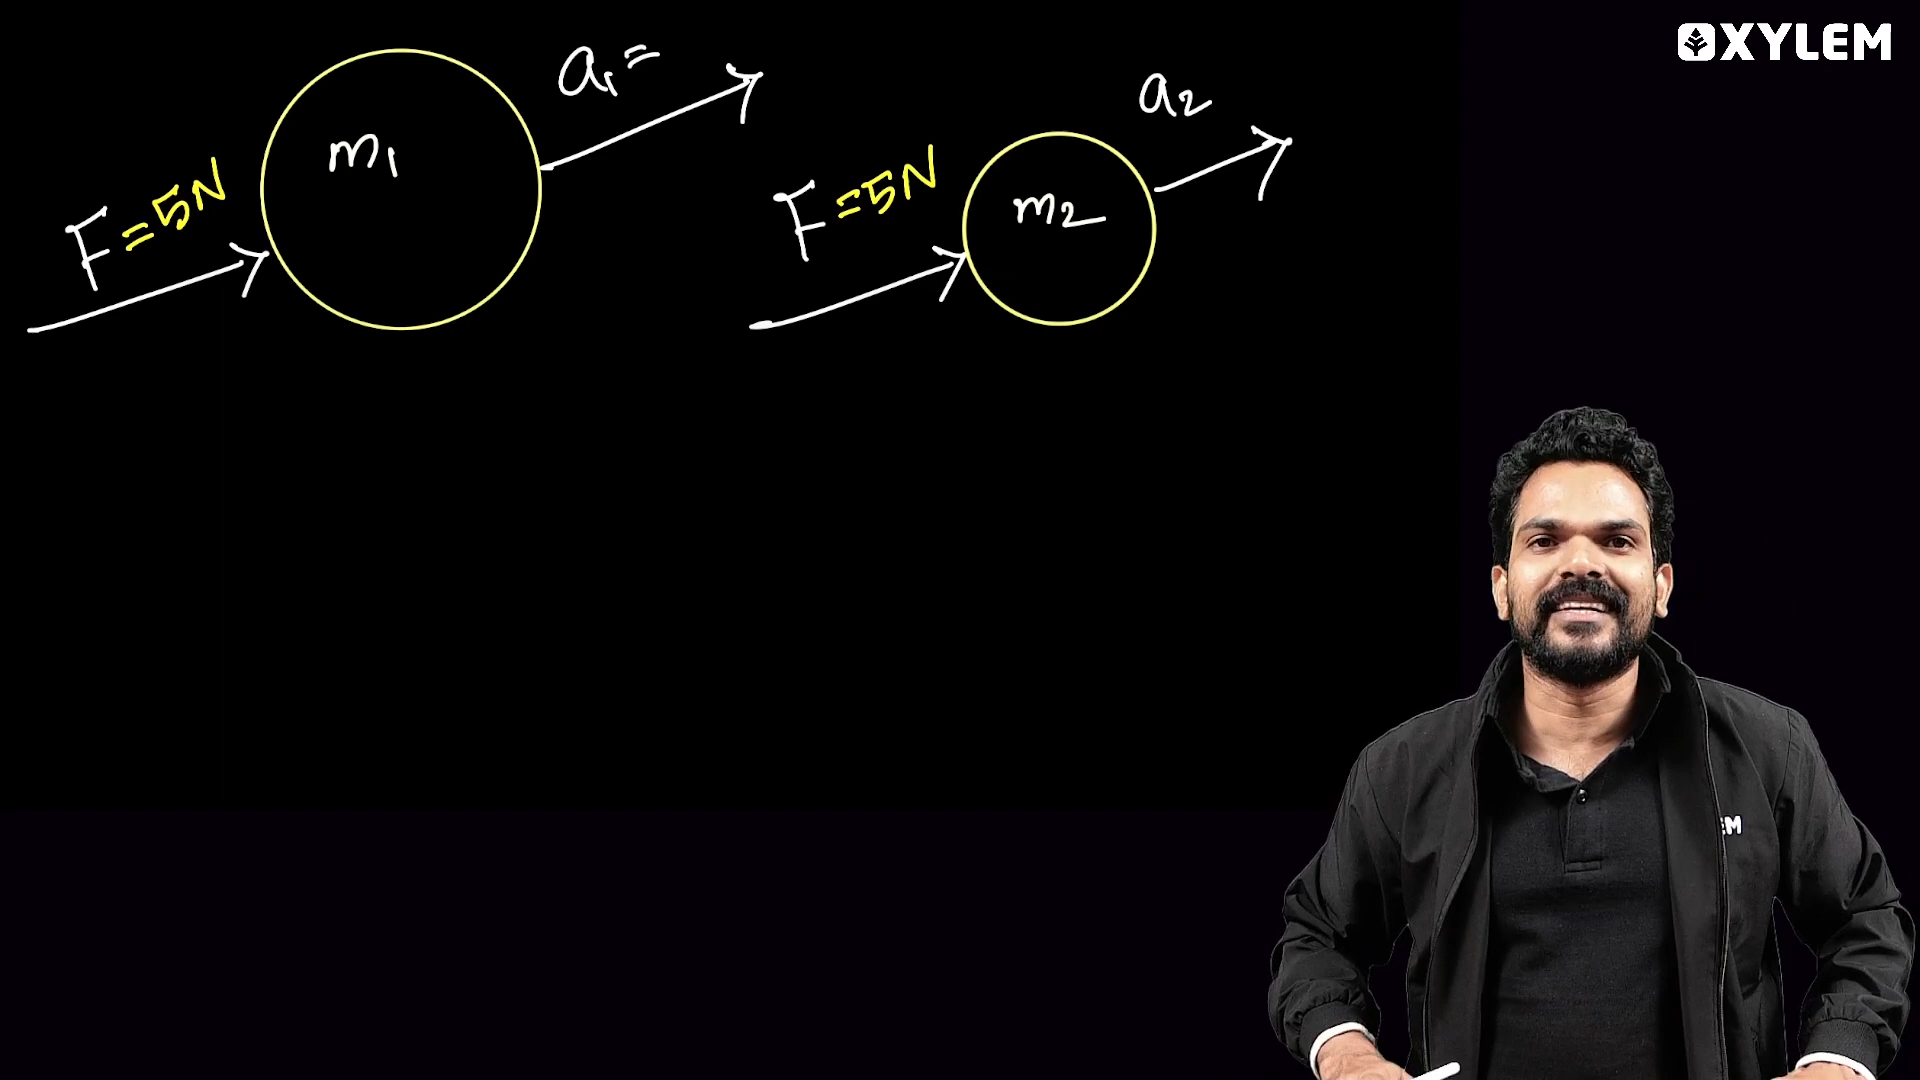 XYLEM
a₁=
m₁
F=5N
a₂
m₂
F=5N
EM